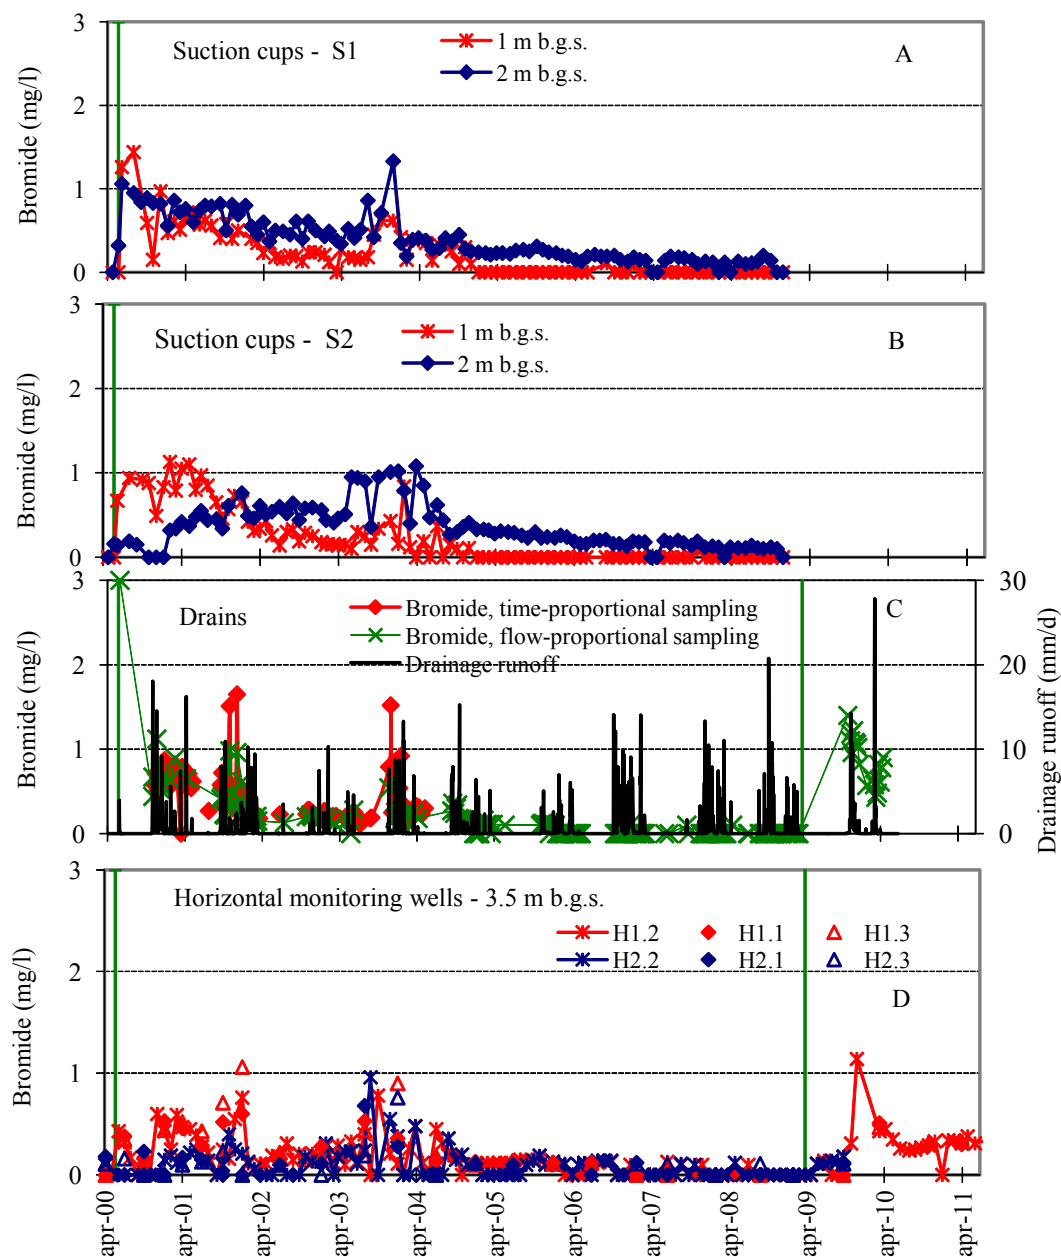 3
2
1
0
Bromide (mg/l)
Suction cups - S1
1 m b.g.s.
2 m b.g.s.
A
3
2
1
0
Bromide (mg/l)
Suction cups - S2
1 m b.g.s.
2 m b.g.s.
B
3
2
1
0
Bromide (mg/l)
Drains
Bromide, time-proportional sampling
Bromide, flow-proportional sampling
Drainage runoff
C
30
20
10
0
Drainage runoff (mm/d)
3
2
1
0
Bromide (mg/l)
Horizontal monitoring wells - 3.5 m b.g.s.
H1.2 H1.1 H1.3
H2.2 H2.1 H2.3
D
apr-00
apr-01
apr-02
apr-03
apr-04
apr-05
apr-06
apr-07
apr-08
apr-09
apr-10
apr-11